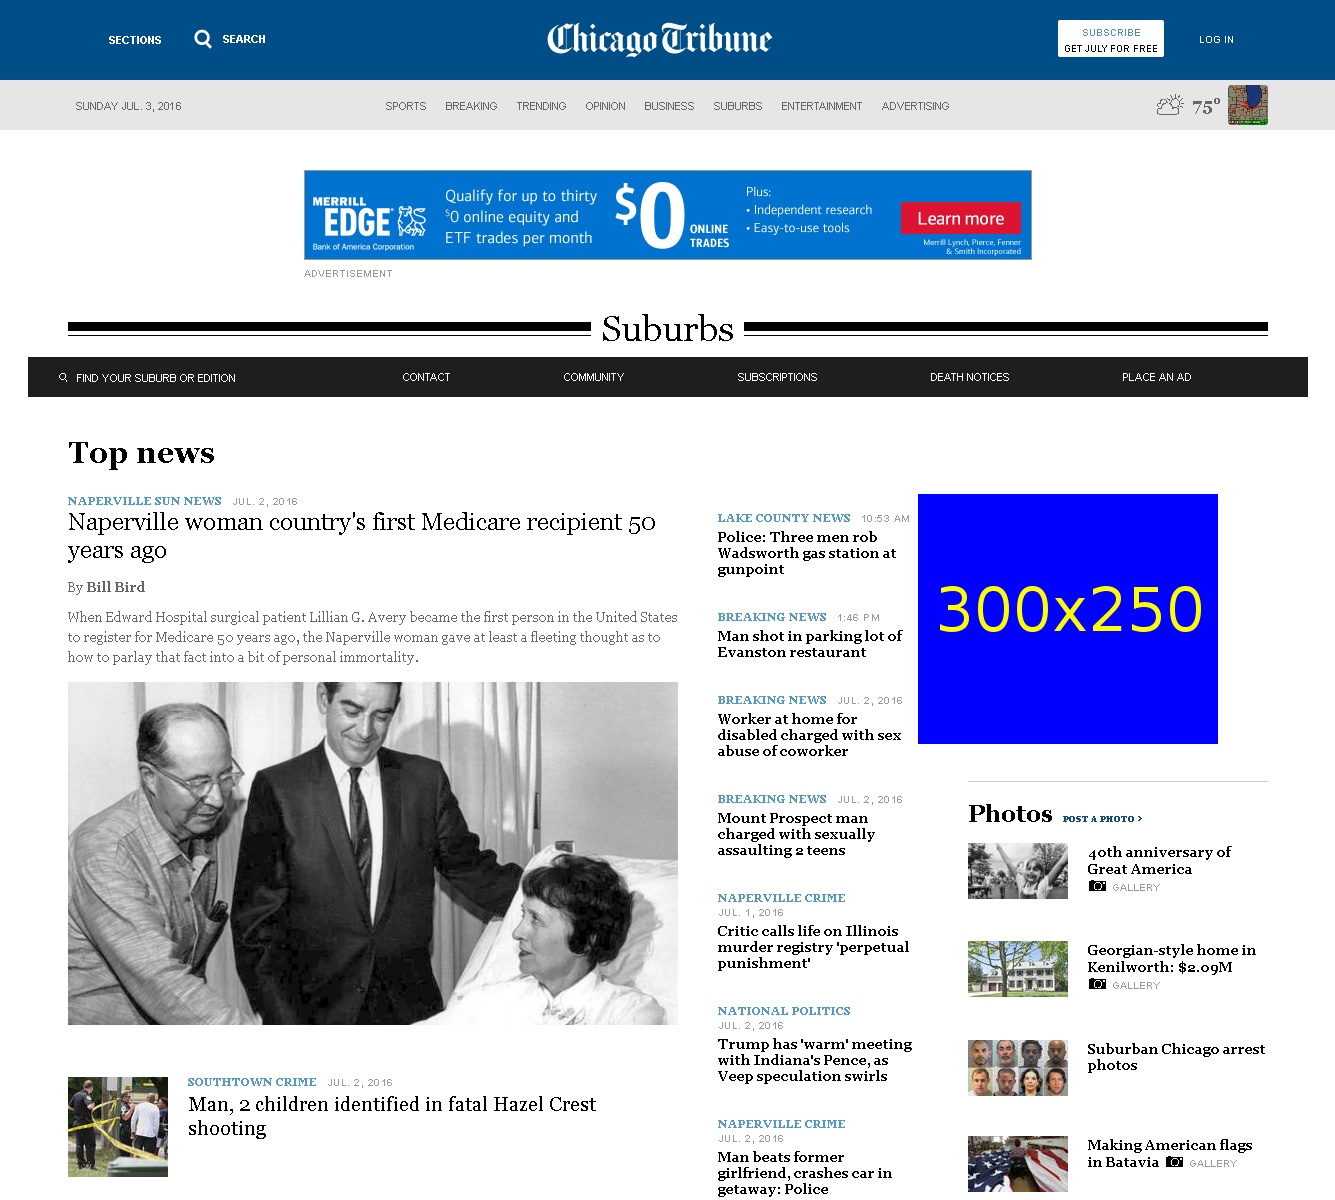 SECTIONS
SEARCH
Chicago Tribune
SUBSCRIBE
GET JULY FOR FREE
LOG IN
SUNDAY JUL. 3, 2016
SPORTS BREAKING TRENDING OPINION BUSINESS SUBURBS ENTERTAINMENT ADVERTISING
75°
MERRILL
EDGE
Bank of America Corporation
Qualify for up to thirty
$0 online equity and
ETF trades per month
$0 ONLINE
TRADES
Plus:
• Independent research
• Easy-to-use tools
Learn more
Merrill Lynch, Pierce, Fenner
& Smith Incorporated
ADVERTISEMENT
Suburbs
FIND YOUR SUBURB OR EDITION CONTACT COMMUNITY SUBSCRIPTIONS DEATH NOTICES PLACE AN AD
Top news
NAPERVILLE SUN NEWS JUL. 2, 2016
Naperville woman country's first Medicare recipient 50
years ago
By Bill Bird
When Edward Hospital surgical patient Lillian G. Avery became the first person in the United States
to register for Medicare 50 years ago, the Naperville woman gave at least a fleeting thought as to
how to parlay that fact into a bit of personal immortality.
SOUTHTOWN CRIME JUL. 2, 2016
Man, 2 children identified in fatal Hazel Crest
shooting
LAKE COUNTY NEWS 10:53 AM
Police: Three men rob
Wadsworth gas station at
gunpoint
BREAKING NEWS 1:46 PM
Man shot in parking lot of
Evanston restaurant
BREAKING NEWS JUL. 2, 2016
Worker at home for
disabled charged with sex
abuse of coworker
BREAKING NEWS JUL. 2, 2016
Mount Prospect man
charged with sexually
assaulting 2 teens
NAPERVILLE CRIME
JUL. 1, 2016
Critic calls life on Illinois
murder registry 'perpetual
punishment'
NATIONAL POLITICS
JUL. 2, 2016
Trump has 'warm' meeting
with Indiana's Pence, as
Veep speculation swirls
NAPERVILLE CRIME
JUL. 2, 2016
Man beats former
girlfriend, crashes car in
getaway: Police
300x250
Photos POST A PHOTO >
40th anniversary of
Great America
GALLERY
Georgian-style home in
Kenilworth: $2.09M
GALLERY
Suburban Chicago arrest
photos
Making American flags
in Batavia GALLERY